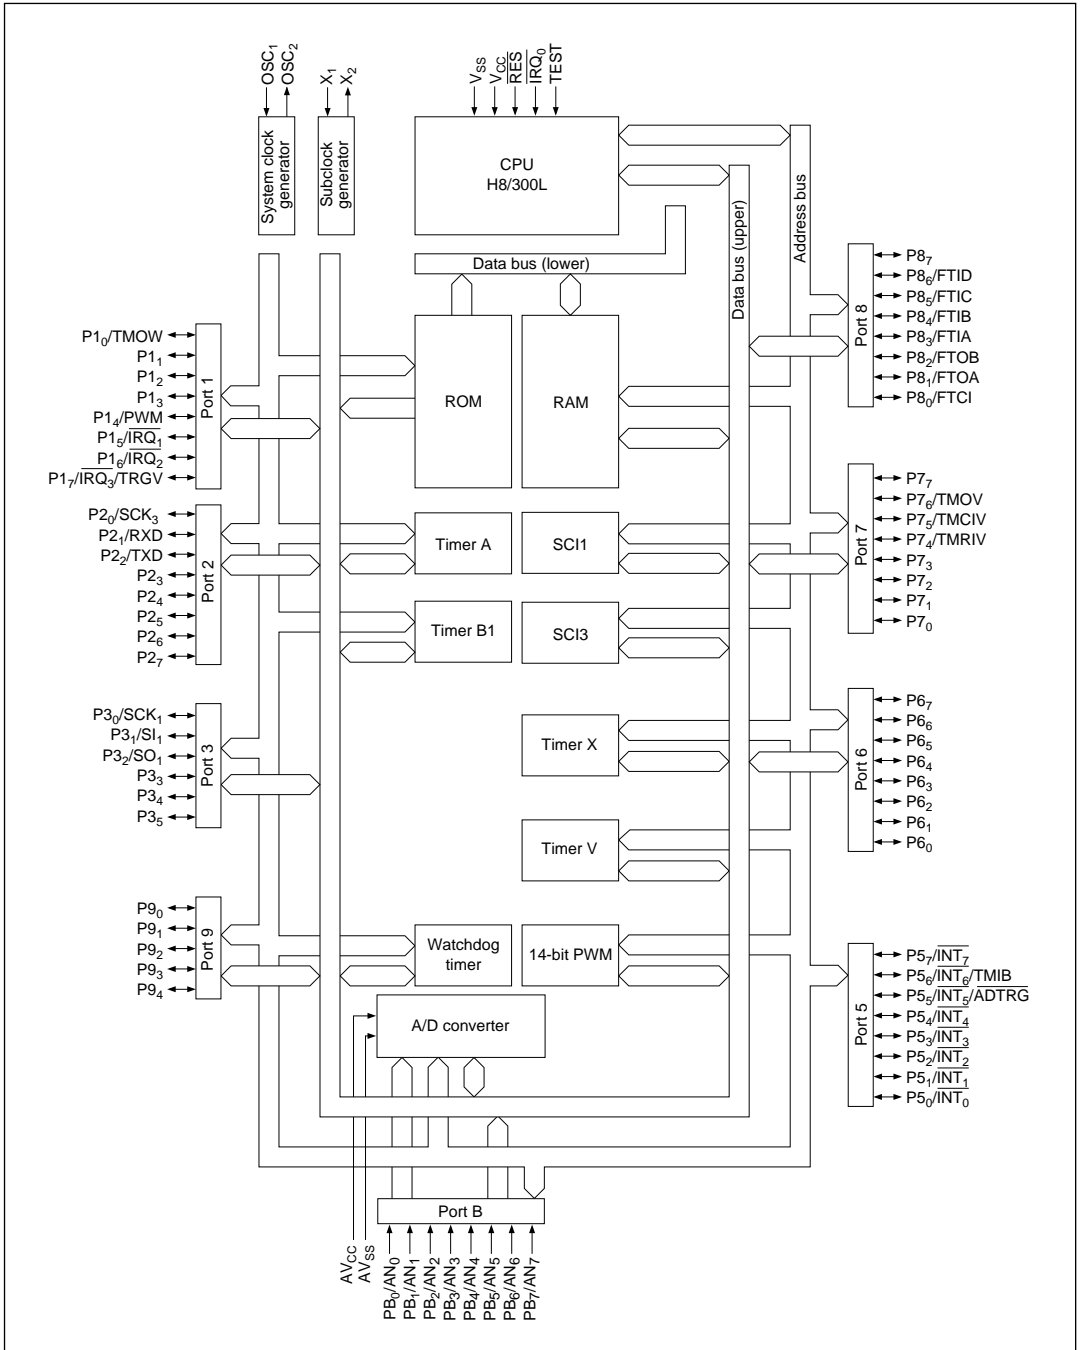 OSC1
OSC2
X1
X2
VSS
VCC
RES
IRQ0
TEST
System clock
generator
Subclock
generator
CPU
H8/300L
Data bus (lower)
Data bus (upper)
Address bus
P10/TMOW
P11
P12
P13
P14/PWM
P15/IRQ1
P16/IRQ2
P17/IRQ3/TRGV
Port 1
ROM
RAM
Port 8
P87
P86/FTID
P85/FTIC
P84/FTIB
P83/FTIA
P82/FTOB
P81/FTOA
P80/FTCI
P20/SCK3
P21/RXD
P22/TXD
P23
P24
P25
P26
P27
Port 2
Timer A
SCI1
Timer B1
SCI3
Port 7
P77
P76/TMOV
P75/TMCIV
P74/TMRIV
P73
P72
P71
P70
P30/SCK1
P31/SI1
P32/SO1
P33
P34
P35
Port 3
Timer X
Timer V
Port 6
P67
P66
P65
P64
P63
P62
P61
P60
P90
P91
P92
P93
P94
Port 9
Watchdog
timer
14-bit PWM
A/D converter
Port 5
P57/INT7
P56/INT6/TMIB
P55/INT5/ADTRG
P54/INT4
P53/INT3
P52/INT2
P51/INT1
P50/INT0
Port B
AVCC
AVSS
PB0/AN0
PB1/AN1
PB2/AN2
PB3/AN3
PB4/AN4
PB5/AN5
PB6/AN6
PB7/AN7